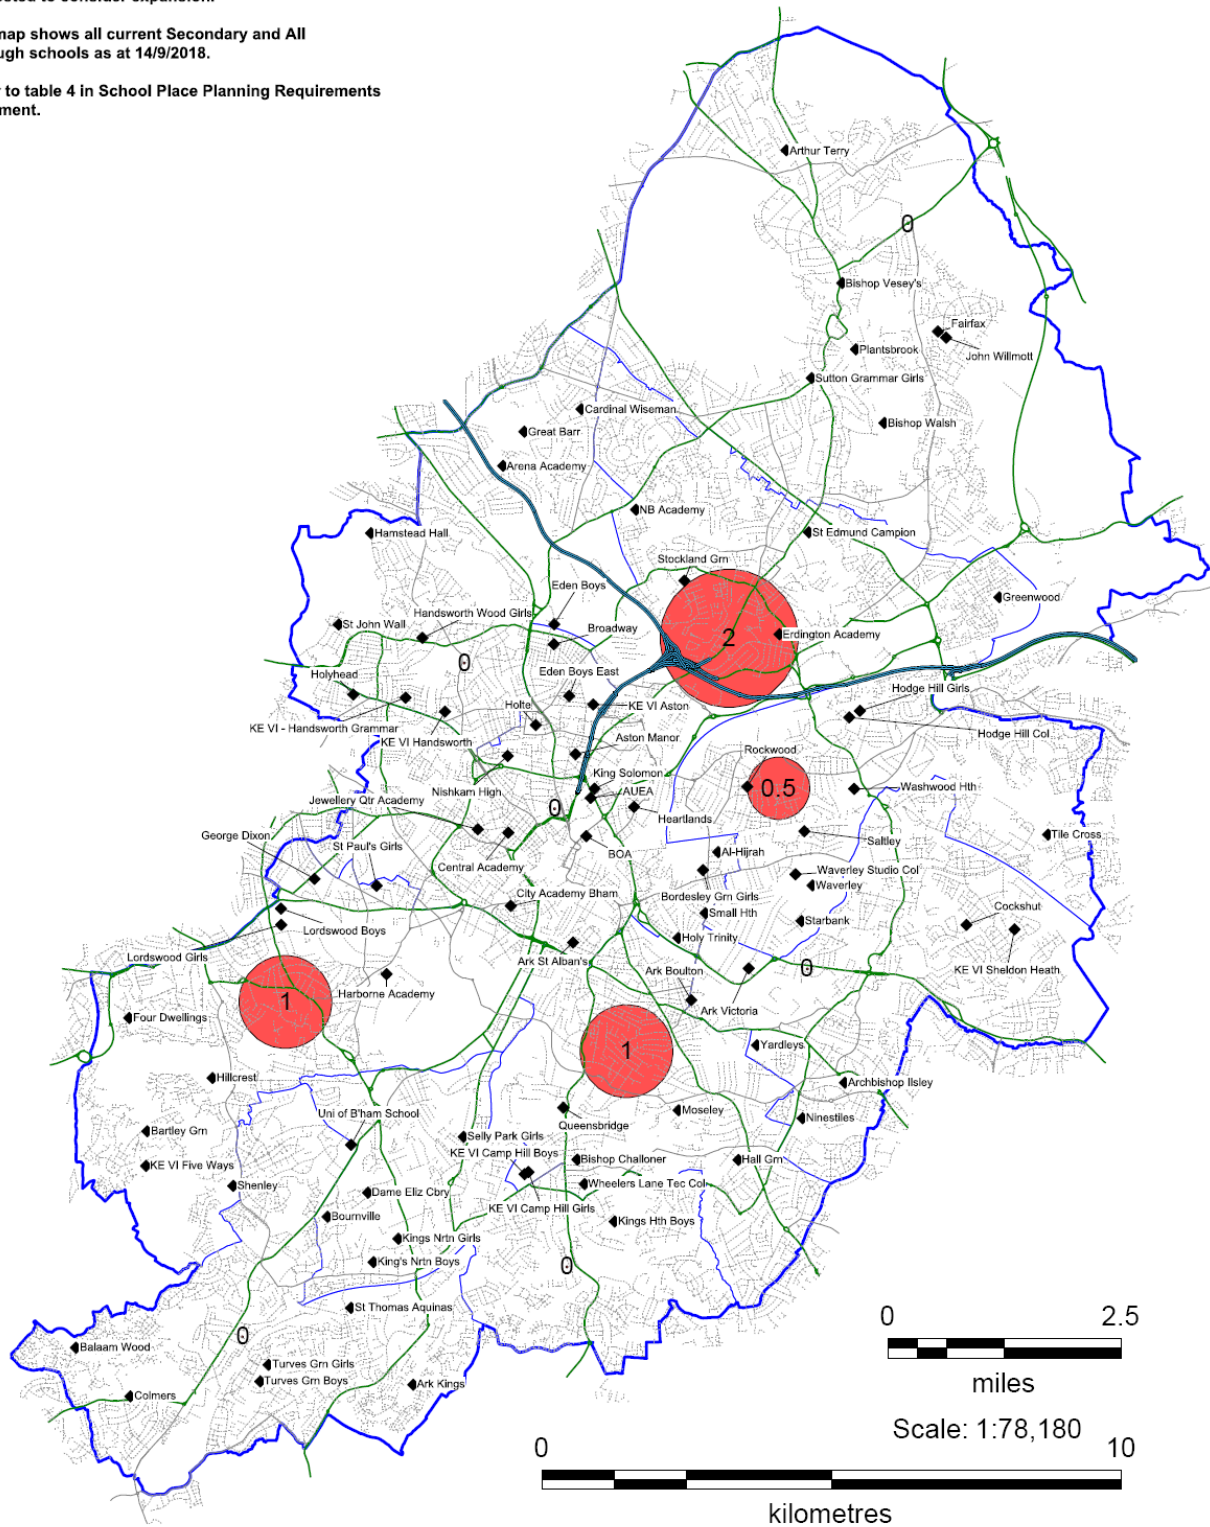 map shows all current Secondary and All
schools as at 14/9/2018.
to table 4 in School Place Planning Requirements
Arthur Terry
0
Bishop Vesey's
Fairfax
John Willmott
Plantsbrook
Sutton Grammar Girls
Cardinal Wiseman
Bishop Walsh
Great Barr
Arena Academy
NB Academy
Hamstead Hall
St Edmund Campion
Stockland Grn
Eden Boys
Greenwood
Handsworth Wood Girls
St John Wall
Broadway
2
Erdington Academy
0
Eden Boys East
Holyhead
Hodge Hill Girls
Holte
KE VI Aston
KE VI - Handsworth Grammar
Hodge Hill Col
KE VI Handsworth
Aston Manor
Rockwood
King Solomon
0.5
Washwood Hth
Nishkam High
AUEA
Jewellery Qtr Academy
0
Heartlands
George Dixon
Tile Cross
St Paul's Girls
Saltley
BOA
Al-Hijrah
Central Academy
Waverley Studio Col
Waverley
City Academy Bham
Bordesley Grn Girls
Cockshut
Small Hth
Starbank
Lordswood Boys
Holy Trinity
Lordswood Girls
Ark St Alban's
0
KE VI Sheldon Heath
Ark Boulton
Harborne Academy
1
Ark Victoria
Four Dwellings
1
Yardleys
Hillcrest
Archbishop Ilsley
Uni of B'ham School
Moseley
Ninestiles
Queensbridge
Bartley Grn
Selly Park Girls
KE VI Camp Hill Boys
Bishop Challoner
Hall Grn
KE VI Five Ways
Shenley
Dame Eliz Cbry
Wheelers Lane Tec Col
KE VI Camp Hill Girls
Bournville
Kings Hth Boys
Kings Nrtn Girls
King's Nrtn Boys
0
St Thomas Aquinas
0
0 2.5
Balaam Wood
Turves Grn Girls
Turves Grn Boys
Ark Kings
miles
Colmers
Scale: 1:78,180
0 10
kilometres